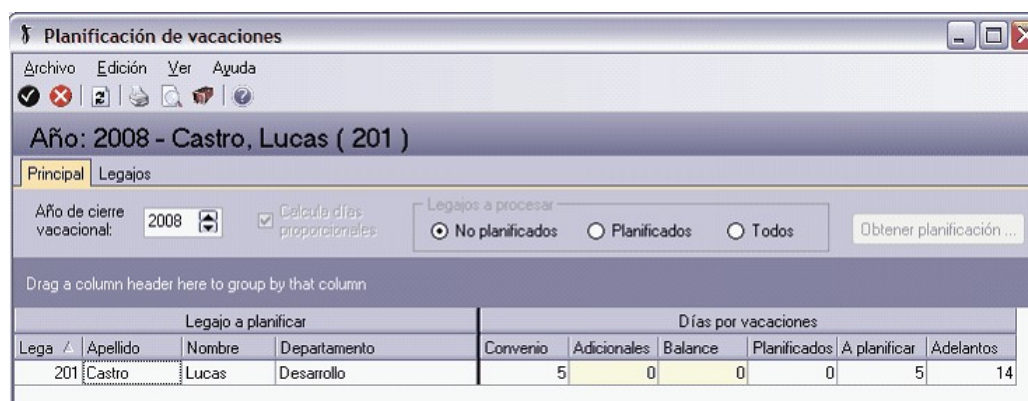 Planificación de vacaciones
Archivo Edición Ver Ayuda
Año: 2008 - Castro, Lucas ( 201 )
Principal Legajos
Año de cierre vacacional: 2008
Calcula días proporcionales
Legajos a procesar
No planificados Planificados Todos
Obtener planificación ...
Drag a column header here to group by that column
Legajo a planificar Días por vacaciones
Lega Apellido Nombre Departamento Convenio Adicionales Balance Planificados A planificar Adelantos
201 Castro Lucas Desarrollo 5 0 0 0 5 14